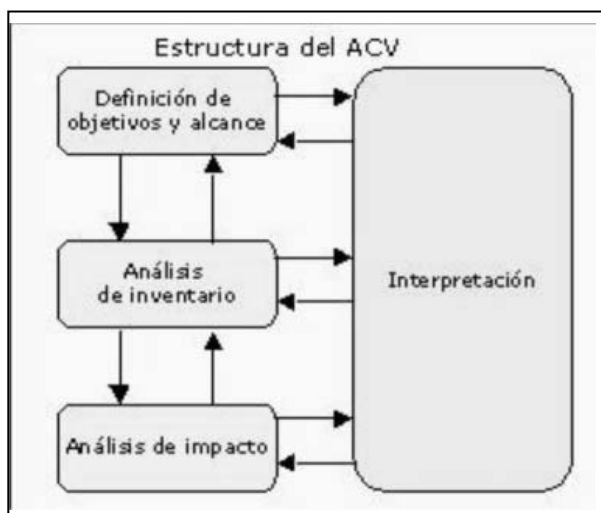 Estructura del ACV
Definición de
objetivos y alcance
Análisis
de inventario
Interpretación
Análisis de impacto